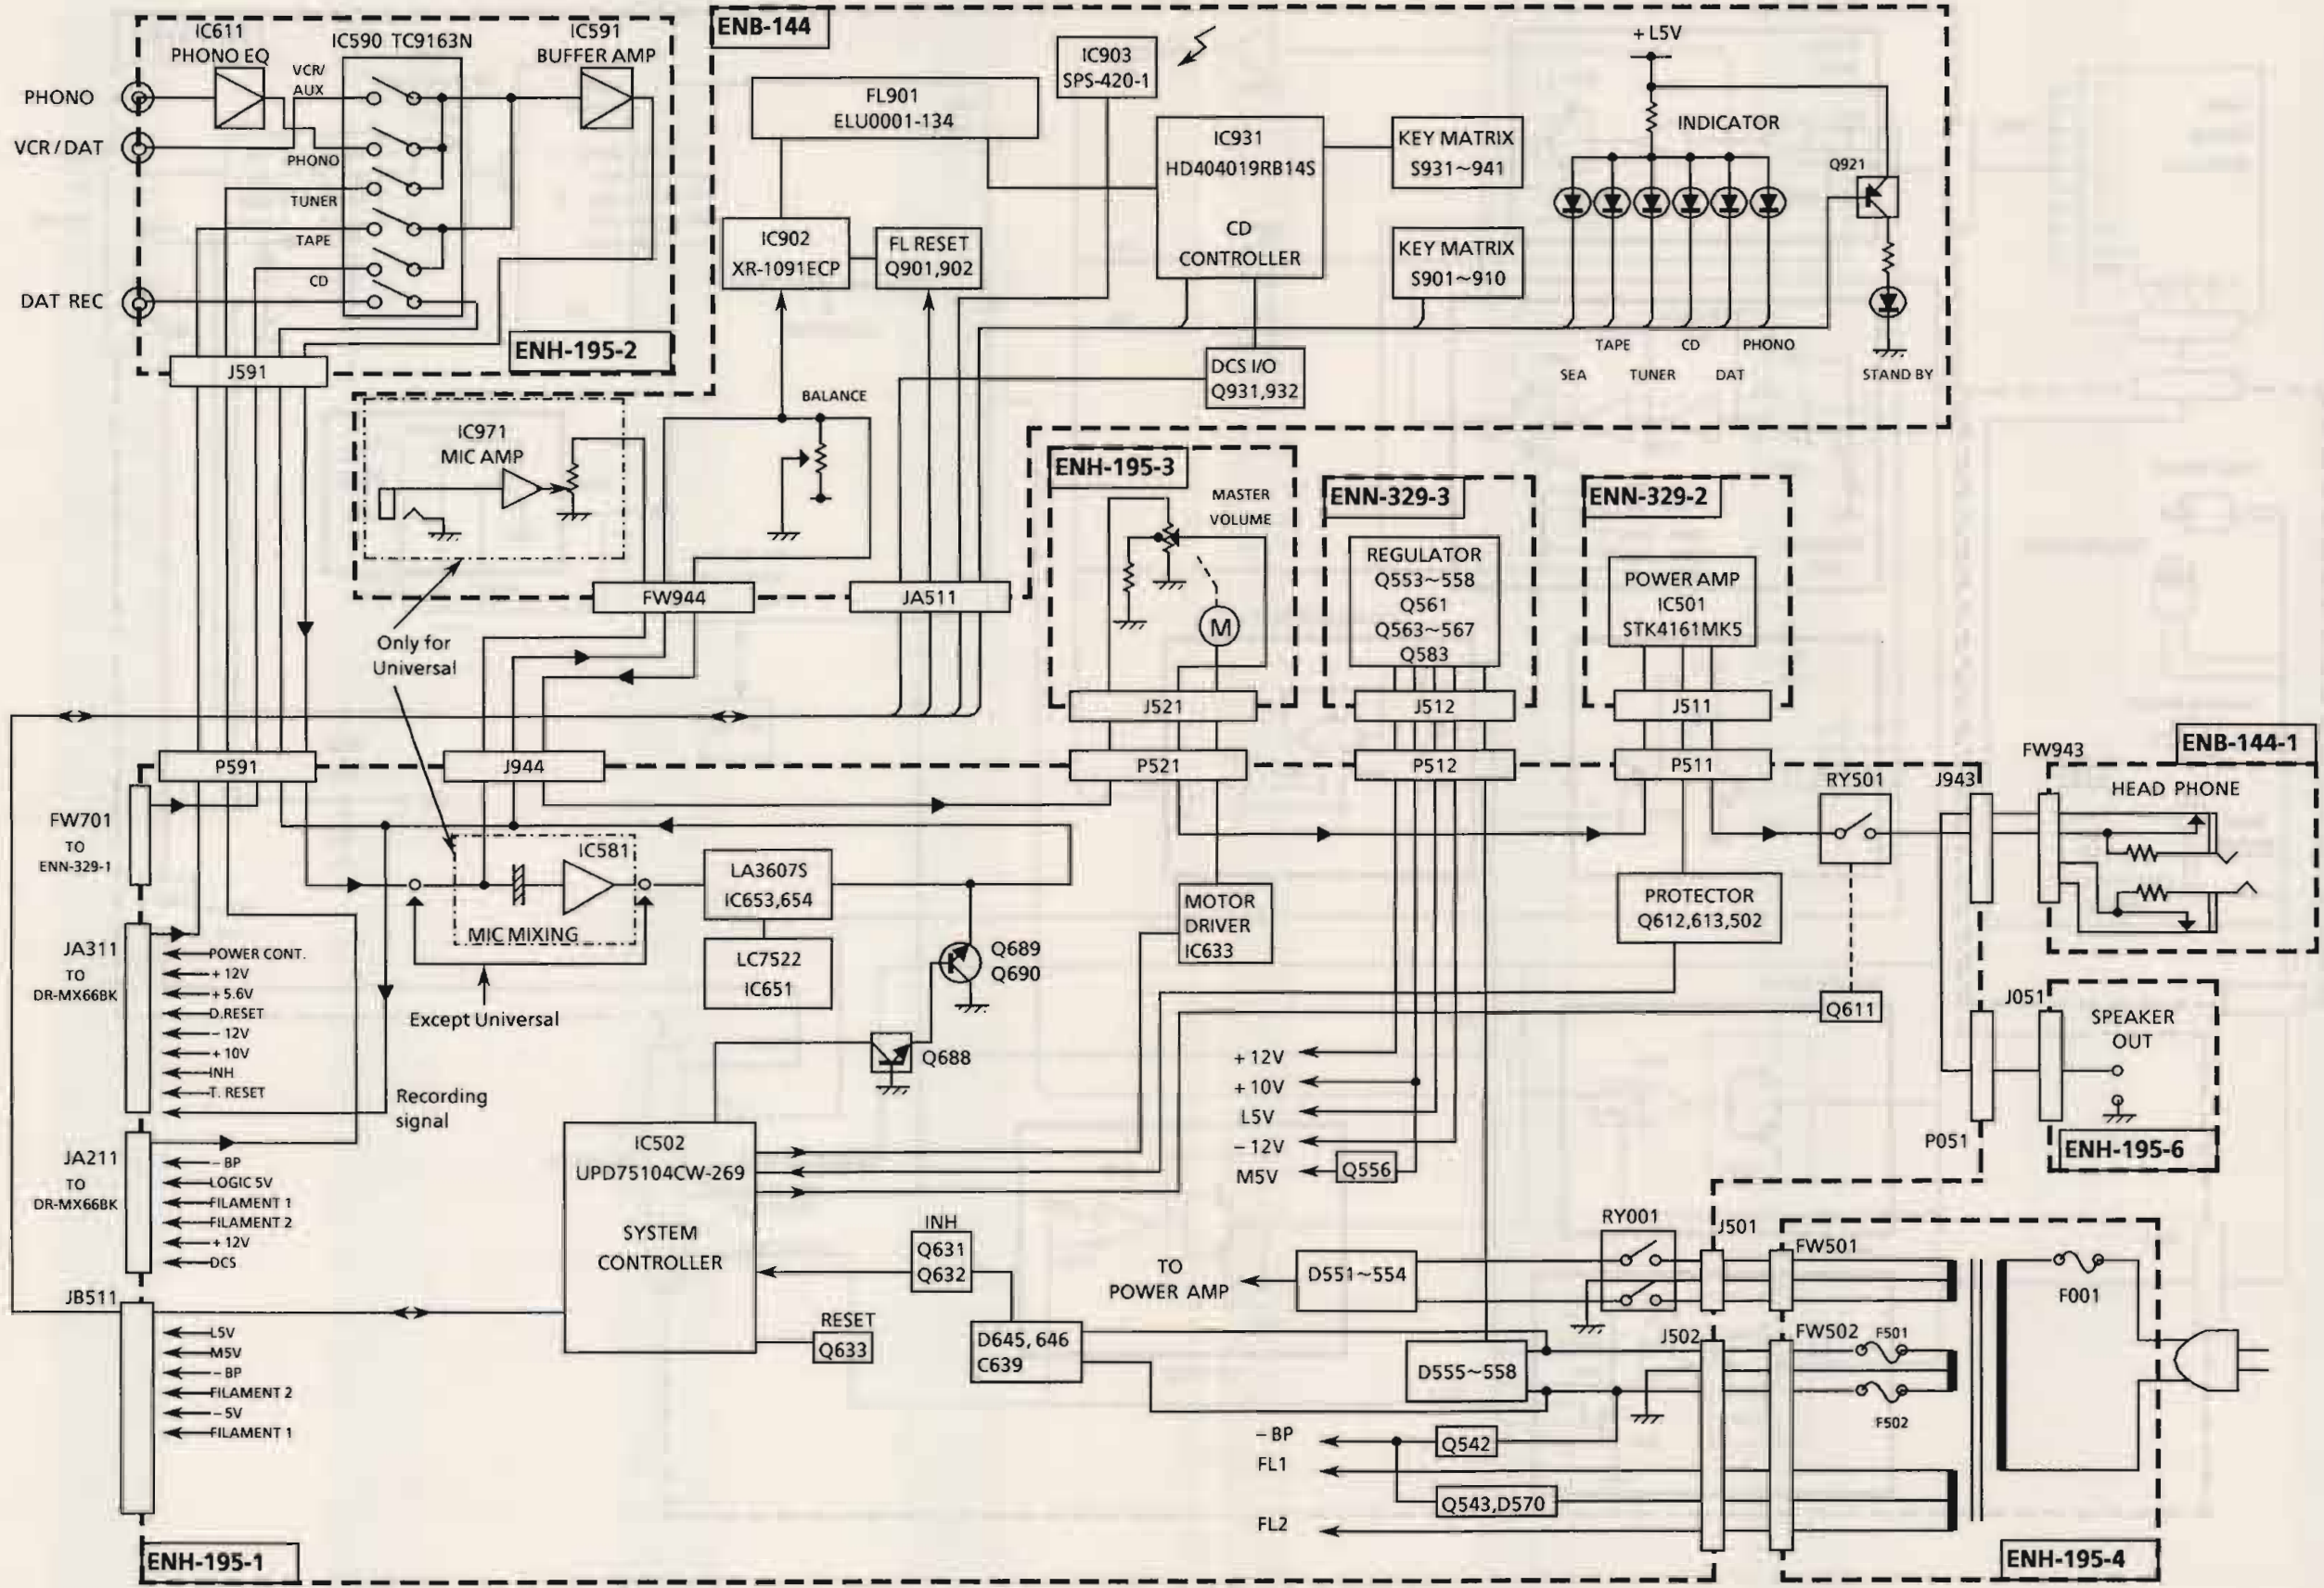 ENB-144
IC611
PHONO EQ
IC590 TC9163N
IC591
BUFFER AMP
VCR/
AUX
PHONO
VCR / DAT
PHONO
TUNER
TAPE
CD
DAT REC
ENH-195-2
J591
FL901
ELU0001-134
IC903
SPS-420-1
IC931
HD404019RB14S
CD
CONTROLLER
KEY MATRIX
S931~941
KEY MATRIX
S901~910
+ L5V
INDICATOR
Q921
IC902
XR-1091ECP
FL RESET
Q901,902
DCS I/O
Q931,932
TAPE
CD
PHONO
SEA
TUNER
DAT
STAND BY
BALANCE
IC971
MIC AMP
FW944
JA511
Only for
Universal
ENH-195-3
MASTER
VOLUME
M
J521
ENN-329-3
REGULATOR
Q553~558
Q561
Q563~567
Q583
J512
ENN-329-2
POWER AMP
IC501
STK4161MK5
J511
P591
J944
P521
P512
P511
RY501
J943
FW943
ENB-144-1
HEAD PHONE
FW701
TO
ENN-329-1
IC581
MIC MIXING
LA3607S
IC653,654
LC7522
IC651
Except Universal
Q689
Q690
Q688
MOTOR
DRIVER
IC633
PROTECTOR
Q612,613,502
Q611
JA311
TO
DR-MX66BK
POWER CONT.
+ 12V
+ 5.6V
D.RESET
- 12V
+ 10V
INH
T. RESET
Recording
signal
J051
SPEAKER
OUT
P051
ENH-195-6
+ 12V
+ 10V
L5V
- 12V
M5V
Q556
JA211
TO
DR-MX66BK
- BP
LOGIC 5V
FILAMENT 1
FILAMENT 2
+ 12V
DCS
IC502
UPD75104CW-269
SYSTEM
CONTROLLER
INH
Q631
Q632
RESET
Q633
D645, 646
C639
TO
POWER AMP
D551~554
RY001
J501
FW501
F001
J502
FW502
F501
F502
D555~558
JB511
L5V
M5V
- BP
FILAMENT 2
- 5V
FILAMENT 1
- BP
Q542
FL1
Q543,D570
FL2
ENH-195-1
ENH-195-4